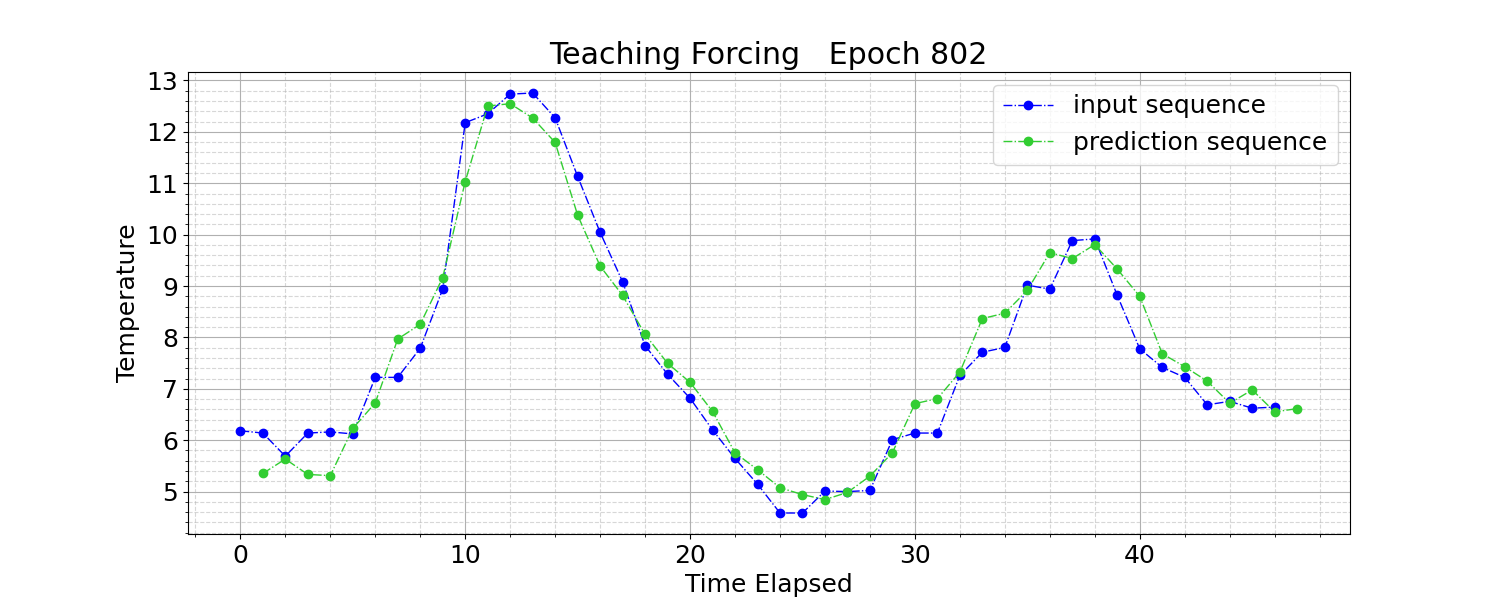 Teaching Forcing   Epoch 802
13
12
11
10
9
8
7
6
5
Temperature
input sequence
prediction sequence
0 10 20 30 40
Time Elapsed